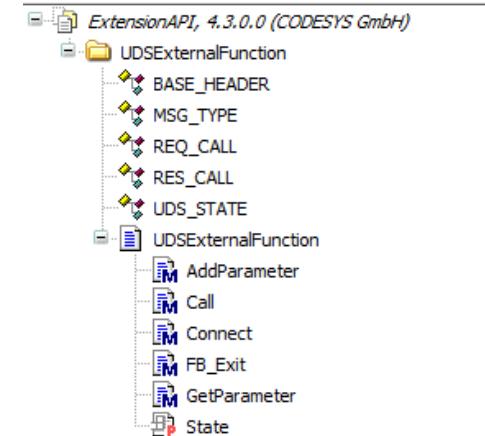 ExtensionAPI, 4.3.0.0 (CODESYS GmbH)
UDSExternalFunction
BASE_HEADER
MSG_TYPE
REQ_CALL
RES_CALL
UDS_STATE
UDSExternalFunction
AddParameter
Call
Connect
FB_Exit
GetParameter
State